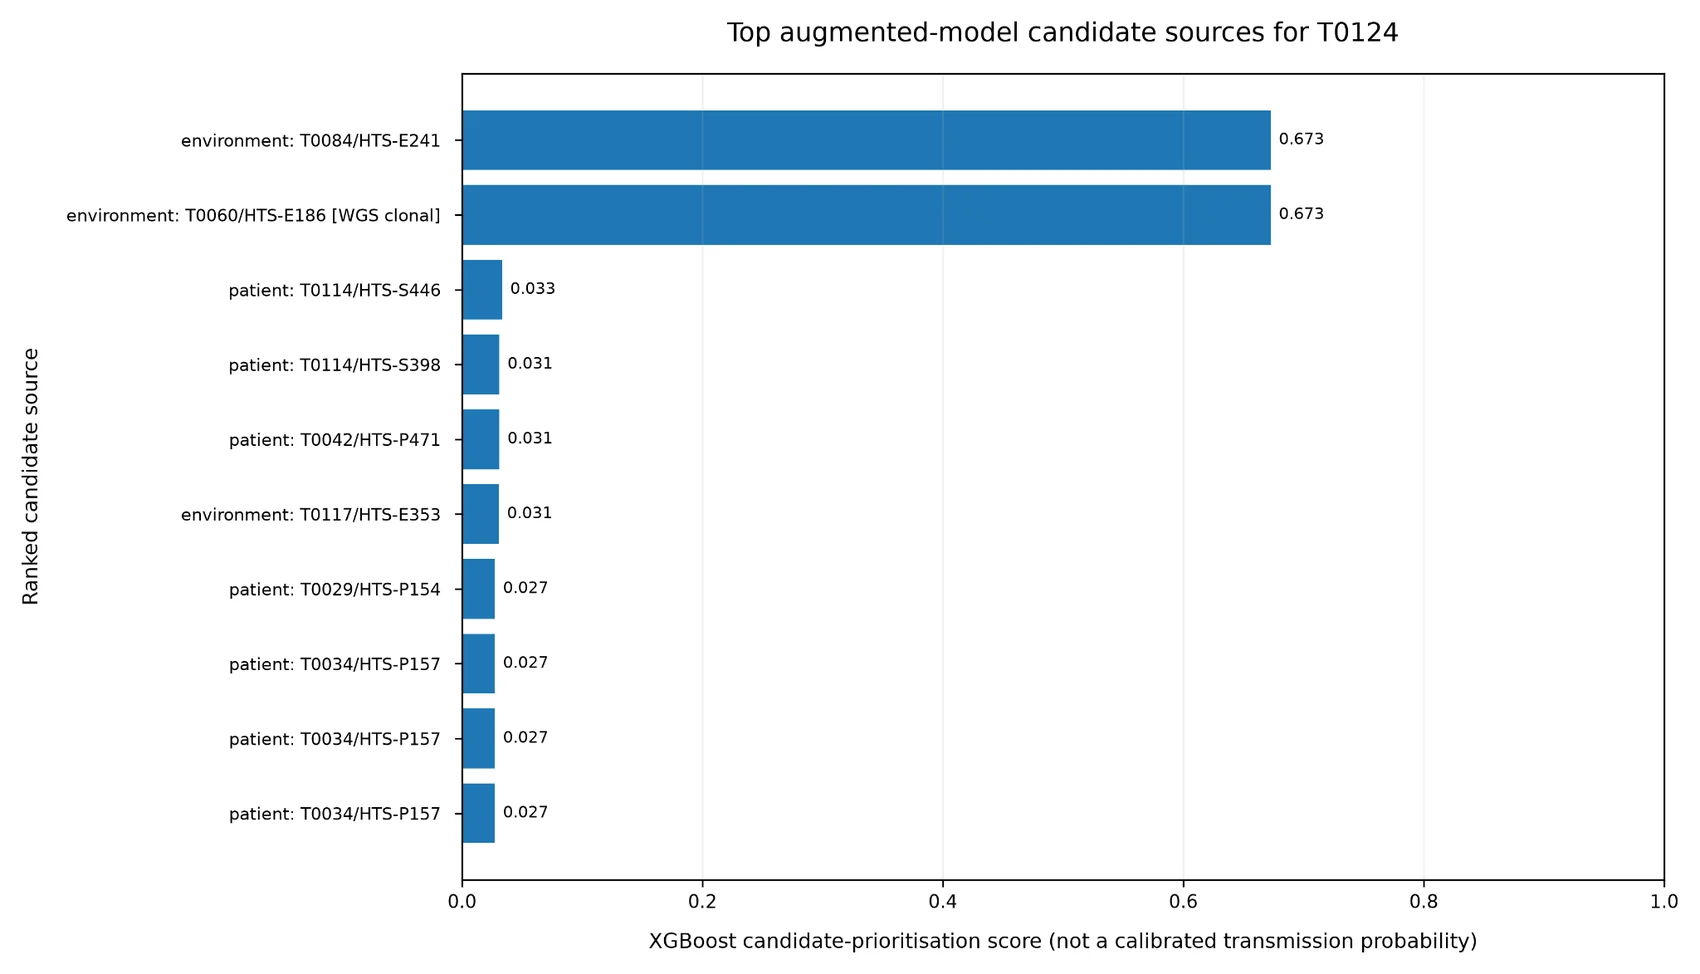 Top augmented-model candidate sources for T0124
Ranked candidate source
environment: T0084/HTS-E241
0.673
environment: T0060/HTS-E186 [WGS clonal]
0.673
patient: T0114/HTS-S446
0.033
patient: T0114/HTS-S398
0.031
patient: T0042/HTS-P471
0.031
environment: T0117/HTS-E353
0.031
patient: T0029/HTS-P154
0.027
patient: T0034/HTS-P157
0.027
patient: T0034/HTS-P157
0.027
patient: T0034/HTS-P157
0.027
0.0 0.2 0.4 0.6 0.8 1.0
XGBoost candidate-prioritisation score (not a calibrated transmission probability)